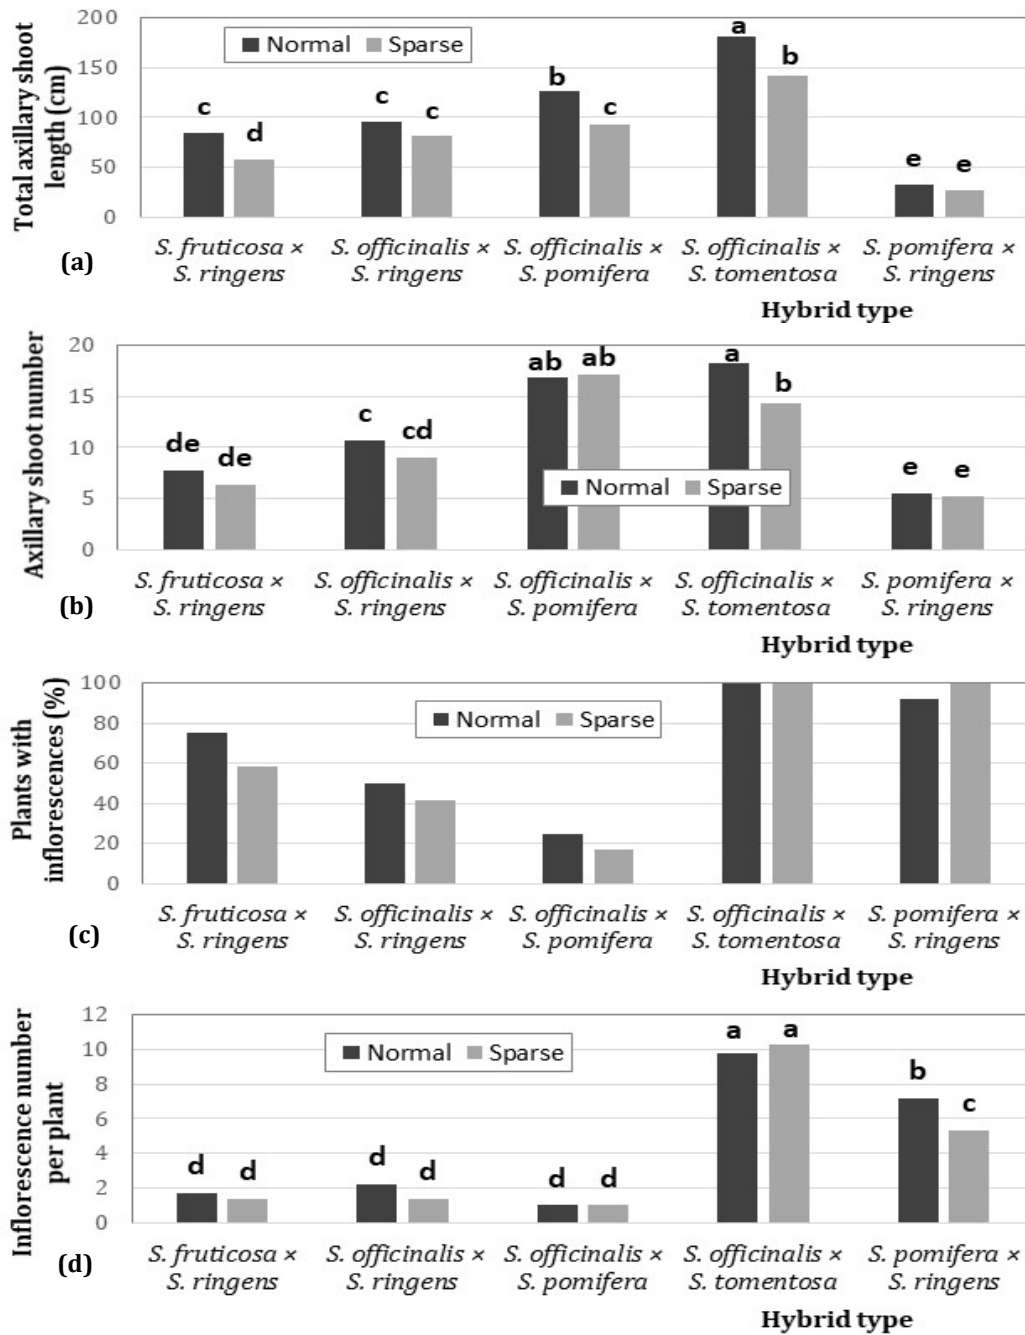 Total axillary shoot
length (cm)
200
150
100
50
0
Normal Sparse
c d c c b c a b e e
S. fruticosa × S. officinalis × S. officinalis × S. officinalis × S. pomifera ×
S. ringens S. ringens S. pomifera S. tomentosa S. ringens
(a)
Hybrid type
Axillary shoot number
20
15
10
5
0
de de c cd ab ab a b e e
Normal Sparse
S. fruticosa × S. officinalis × S. officinalis × S. officinalis × S. pomifera ×
S. ringens S. ringens S. pomifera S. tomentosa S. ringens
(b)
Hybrid type
Plants with
inflorescences (%)
100
80
60
40
20
0
Normal Sparse
S. fruticosa × S. officinalis × S. officinalis × S. officinalis × S. pomifera ×
S. ringens S. ringens S. pomifera S. tomentosa S. ringens
(c)
Hybrid type
Inflorescence number
per plant
12
10
8
6
4
2
0
Normal Sparse
d d d d d d a a b c
S. fruticosa × S. officinalis × S. officinalis × S. officinalis × S. pomifera ×
S. ringens S. ringens S. pomifera S. tomentosa S. ringens
(d)
Hybrid type